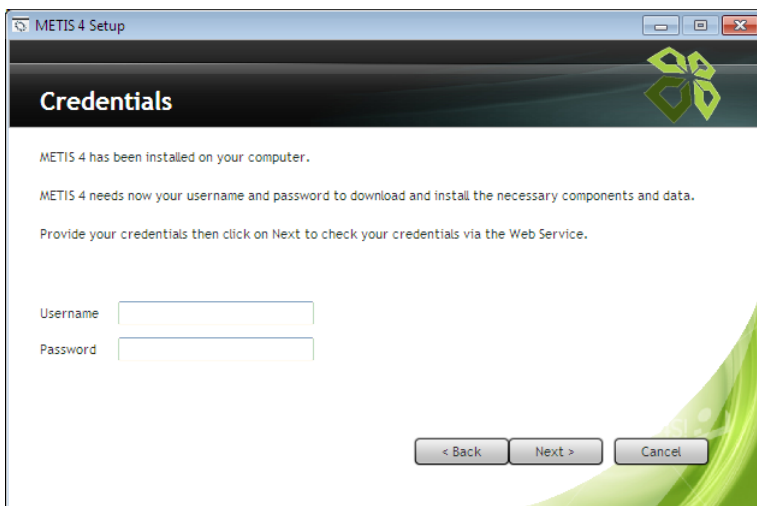 METIS 4 Setup
Credentials
METIS 4 has been installed on your computer.
METIS 4 needs now your username and password to download and install the necessary components and data.
Provide your credentials then click on Next to check your credentials via the Web Service.
Username
Password
< Back Next > Cancel